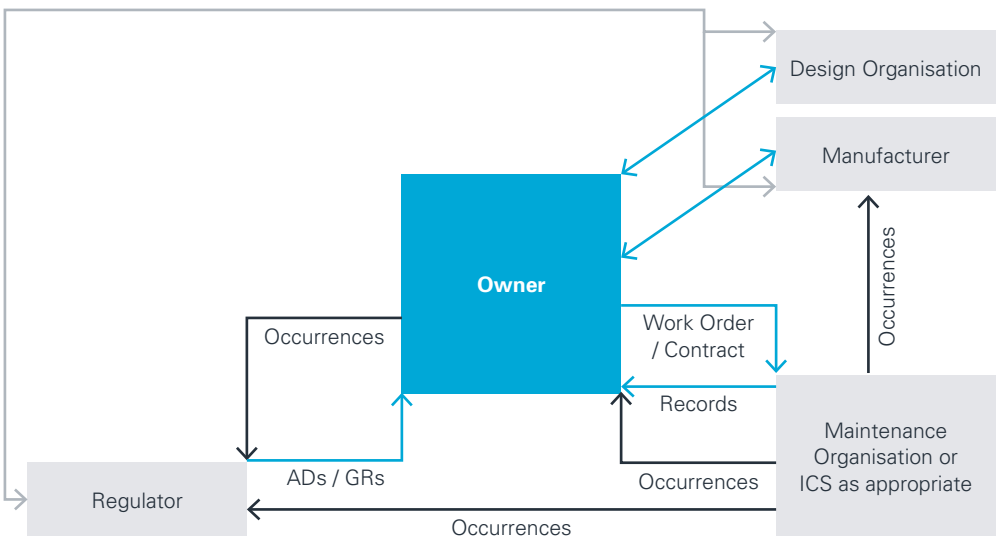 Design Organisation
Manufacturer
Owner
Occurrences
Work Order
/ Contract
Occurrences
Records
Maintenance
Organisation or
ICS as appropriate
ADs / GRs
Occurrences
Regulator
Occurrences